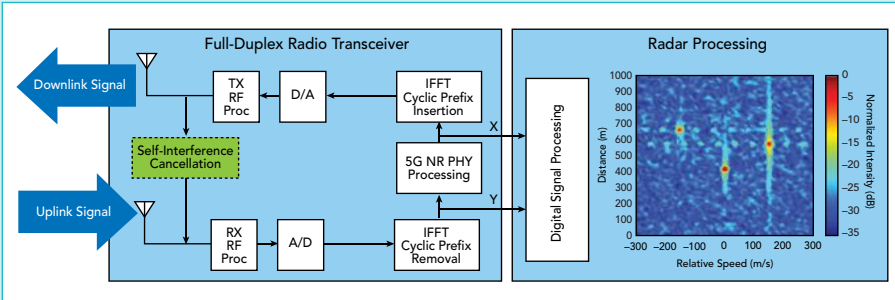 Full-Duplex Radio Transceiver
Radar Processing
Downlink Signal
TX
RF
Proc
D/A
IFFT
Cyclic Prefix
Insertion
X
Self-Interference
Cancellation
5G NR PHY
Processing
Y
Uplink Signal
RX
RF
Proc
A/D
IFFT
Cyclic Prefix
Removal
Digital Signal Processing
Distance (m)
1000
900
800
700
600
500
400
300
200
100
0
−300 −200 −100 0 100 200 300
Relative Speed (m/s)
0
−5
−10
−15
−20
−25
−30
−35
Normalized Intensity (dB)